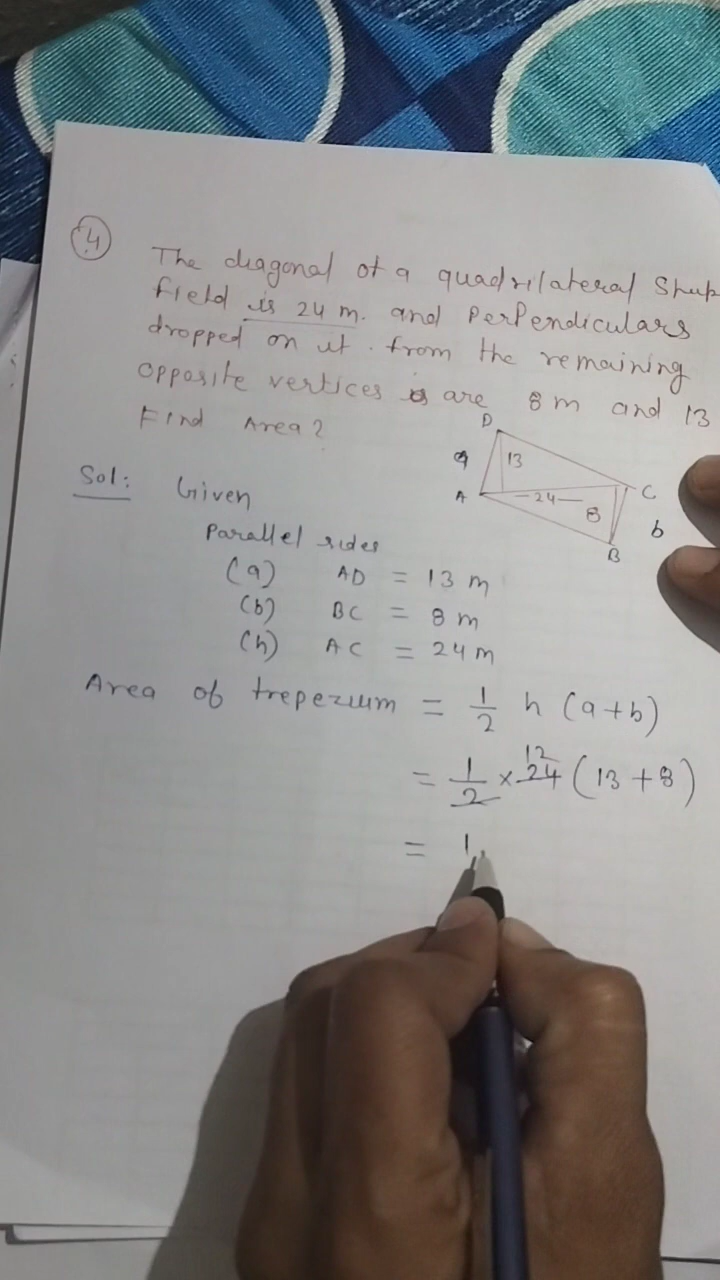 4
The diagonal of a quadrilateral Shap
field is 24 m. and Perpendiculars
dropped on it. from the remaining
opposite vertices are 8 m and 13
Find Area?
D
a 13
A -24- C
8 b
B
Sol: Given
Parallel sides
(a) AD = 13 m
(b) BC = 8 m
(h) AC = 24 m
Area of trepezium = 1/2 h (a+b)
= 1/2 × 24 12 (13 + 8)
= 1